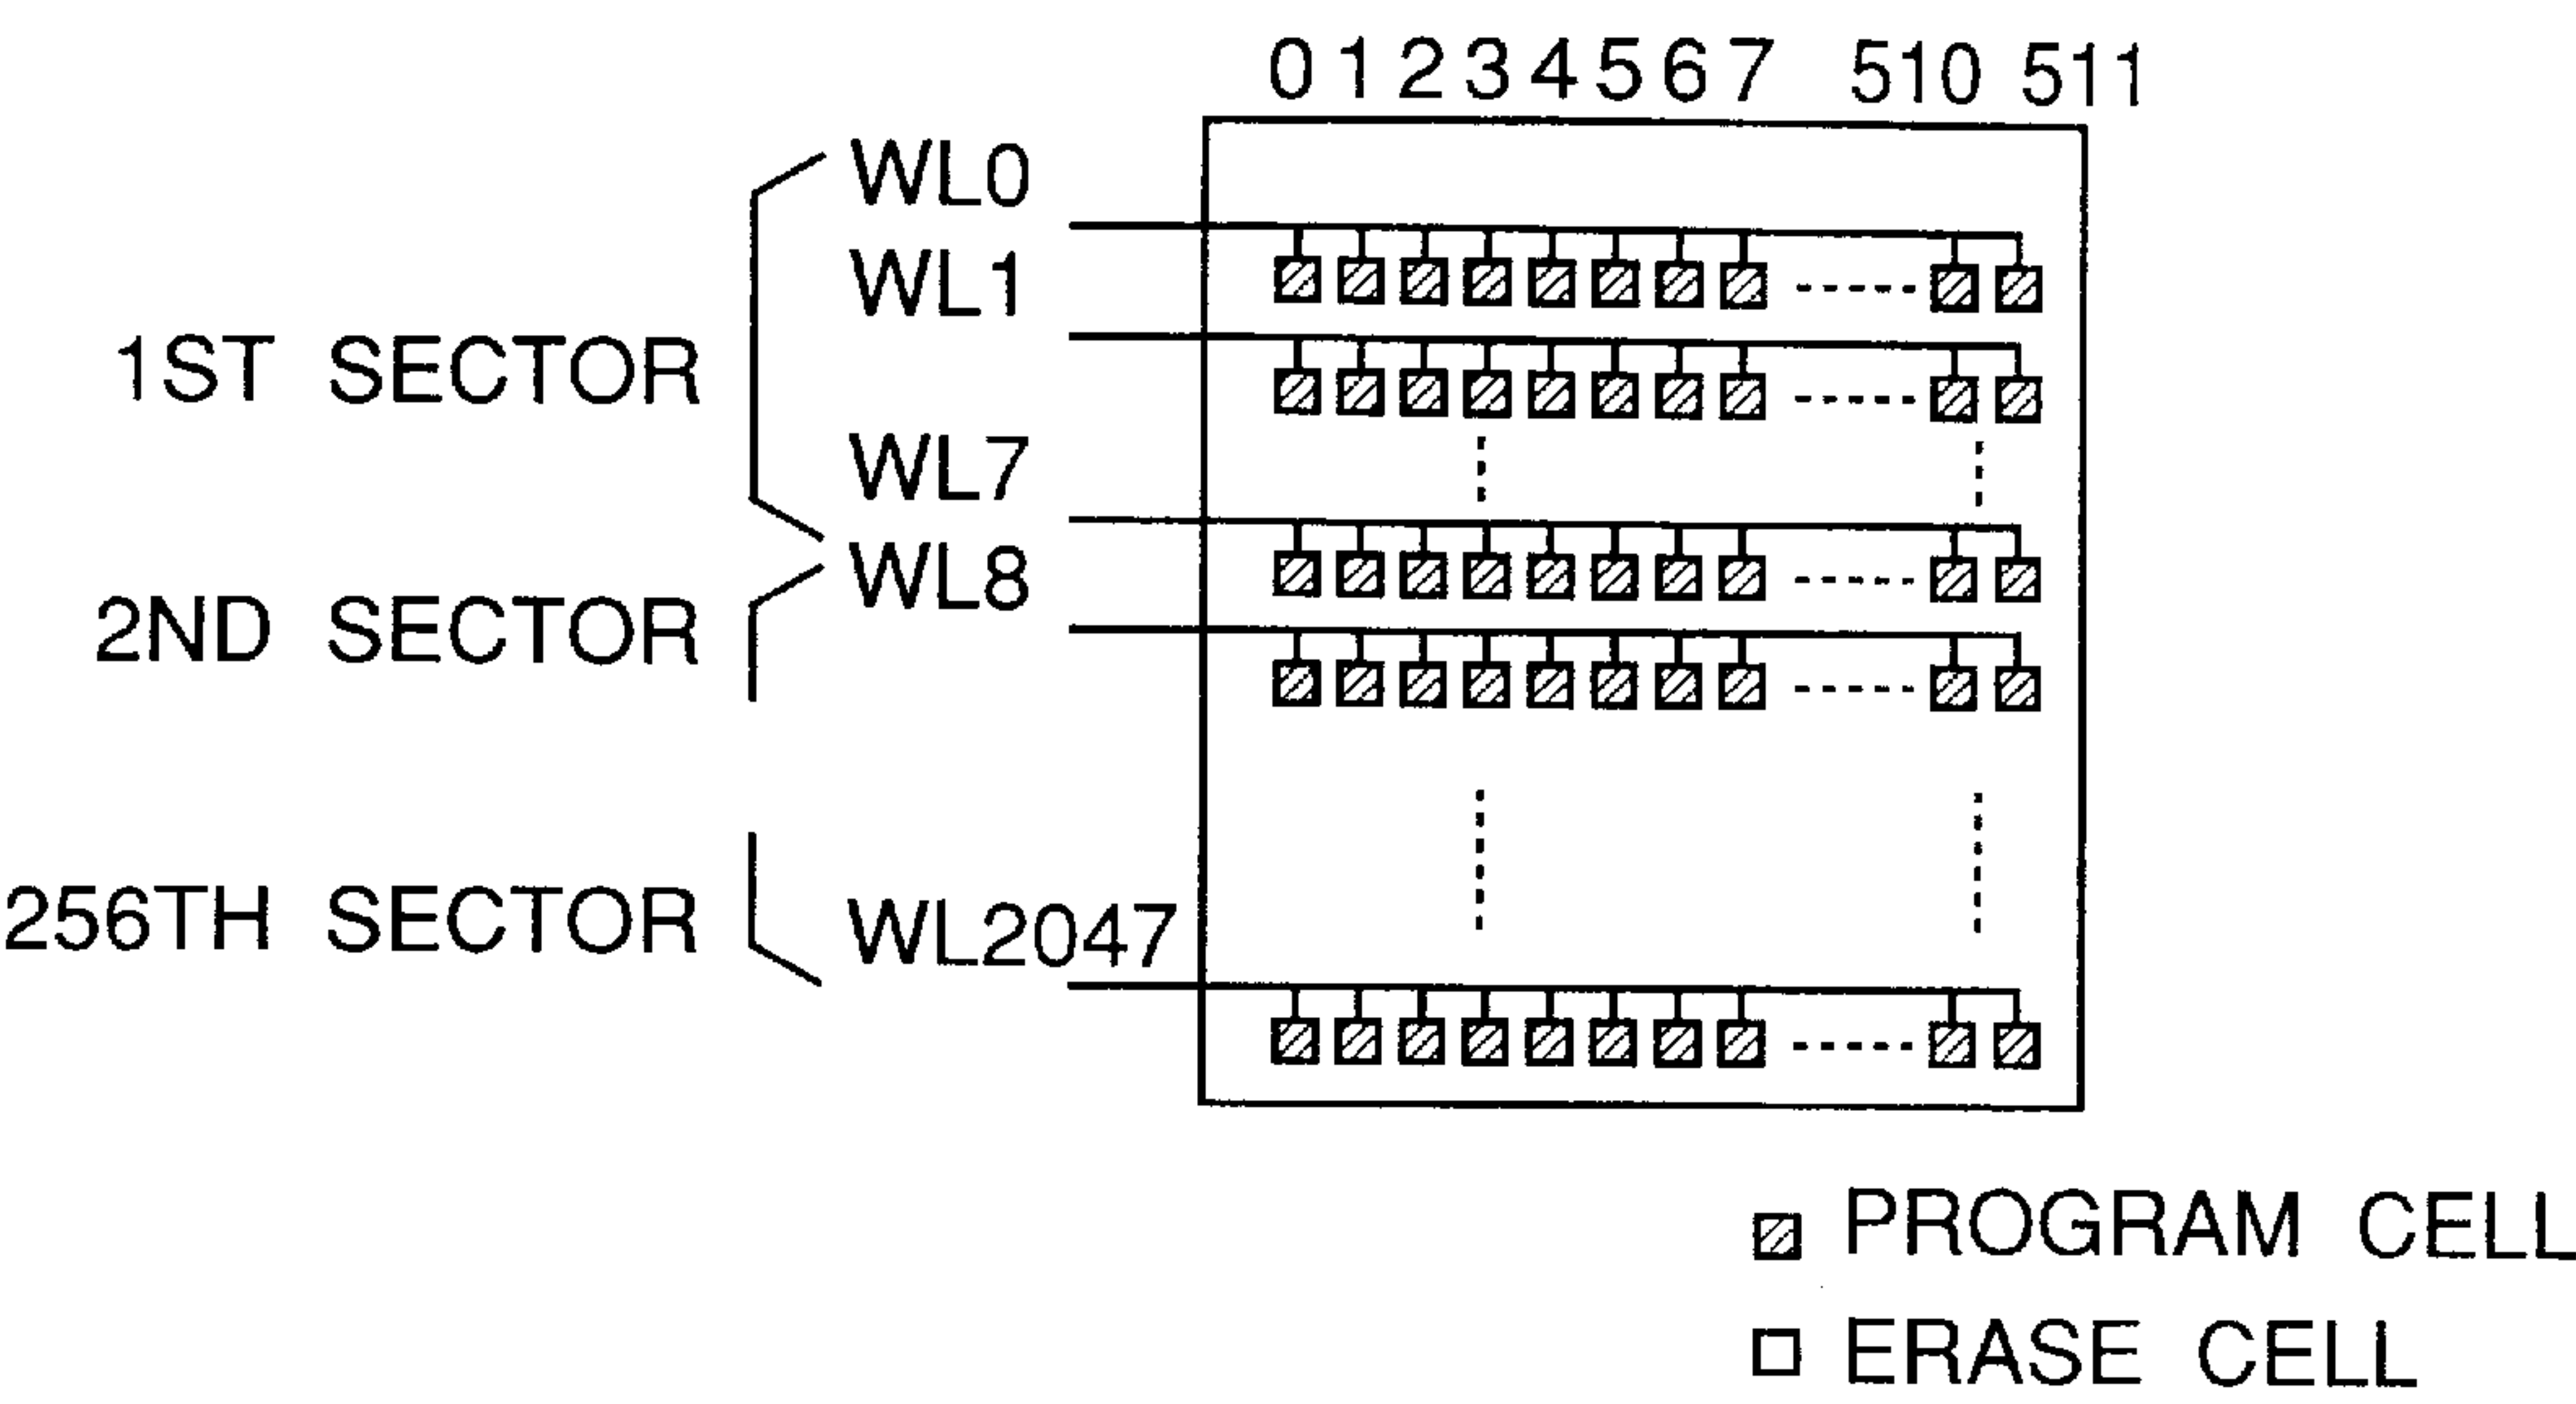 0 1 2 3 4 5 6 7 510 511
WL0
WL1
1ST SECTOR
WL7
WL8
2ND SECTOR
256TH SECTOR
WL2047
PROGRAM CELL
ERASE CELL